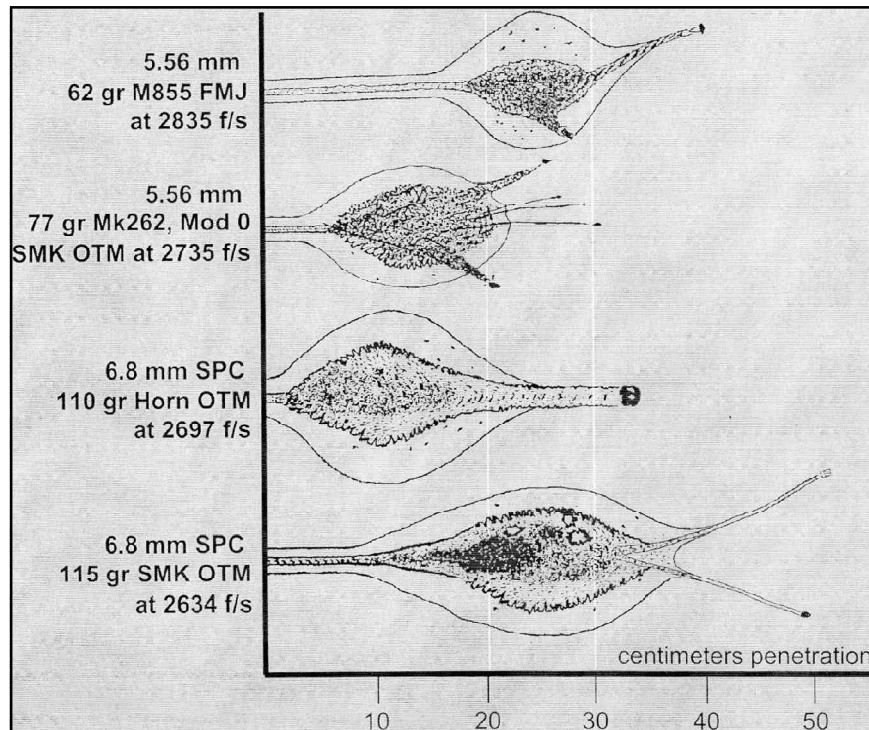 5.56 mm
62 gr M855 FMJ
at 2835 f/s
5.56 mm
77 gr Mk262, Mod 0
SMK OTM at 2735 f/s
6.8 mm SPC
110 gr Horn OTM
at 2697 f/s
6.8 mm SPC
115 gr SMK OTM
at 2634 f/s
centimeters penetration
10 20 30 40 50